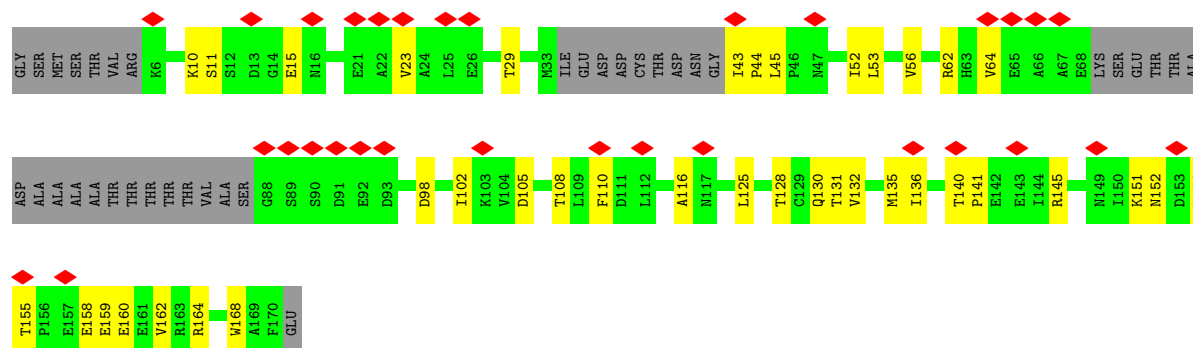 GLY SER MET SER THR VAL ARG K6 K10 S11 S12 D13 G14 E15 N16 E21 A22 V23 A24 L25 E26 T29 M33 ILE GLU ASP ASP CYS THR ASP ASN GLY I43 P44 L45 P46 N47 I52 L53 V56 R62 H63 V64 E65 A66 A67 E68 LYS SER GLU THR THR ALA
ASP ALA ALA ALA ALA THR THR THR THR THR VAL ALA SER G88 S89 S90 D91 E92 D93 D98 I102 K103 V104 D105 T108 L109 F110 D111 L112 A116 N117 L125 T128 C129 Q130 T131 V132 M135 I136 T140 P141 E142 E143 I144 R145 N149 I150 K151 N152 D153
T155 P156 E157 E158 E159 E160 E161 V162 R163 R164 W168 A169 F170 GLU